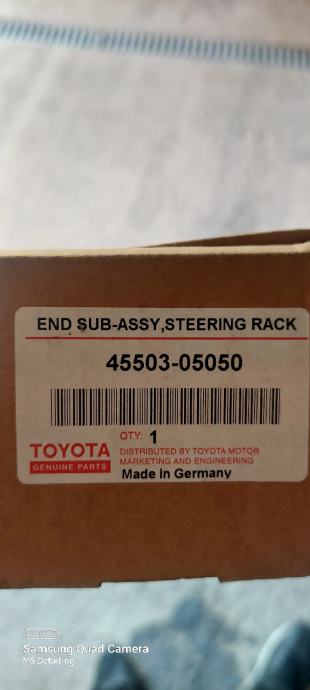 END SUB-ASSY,STEERING RACK
45503-05050
QTY: 1
TOYOTA
GENUINE PARTS
DISTRIBUTED BY TOYOTA MOTOR
MARKETING AND ENGINEERING
Made in Germany
Samsung Quad Camera
MS Detailing